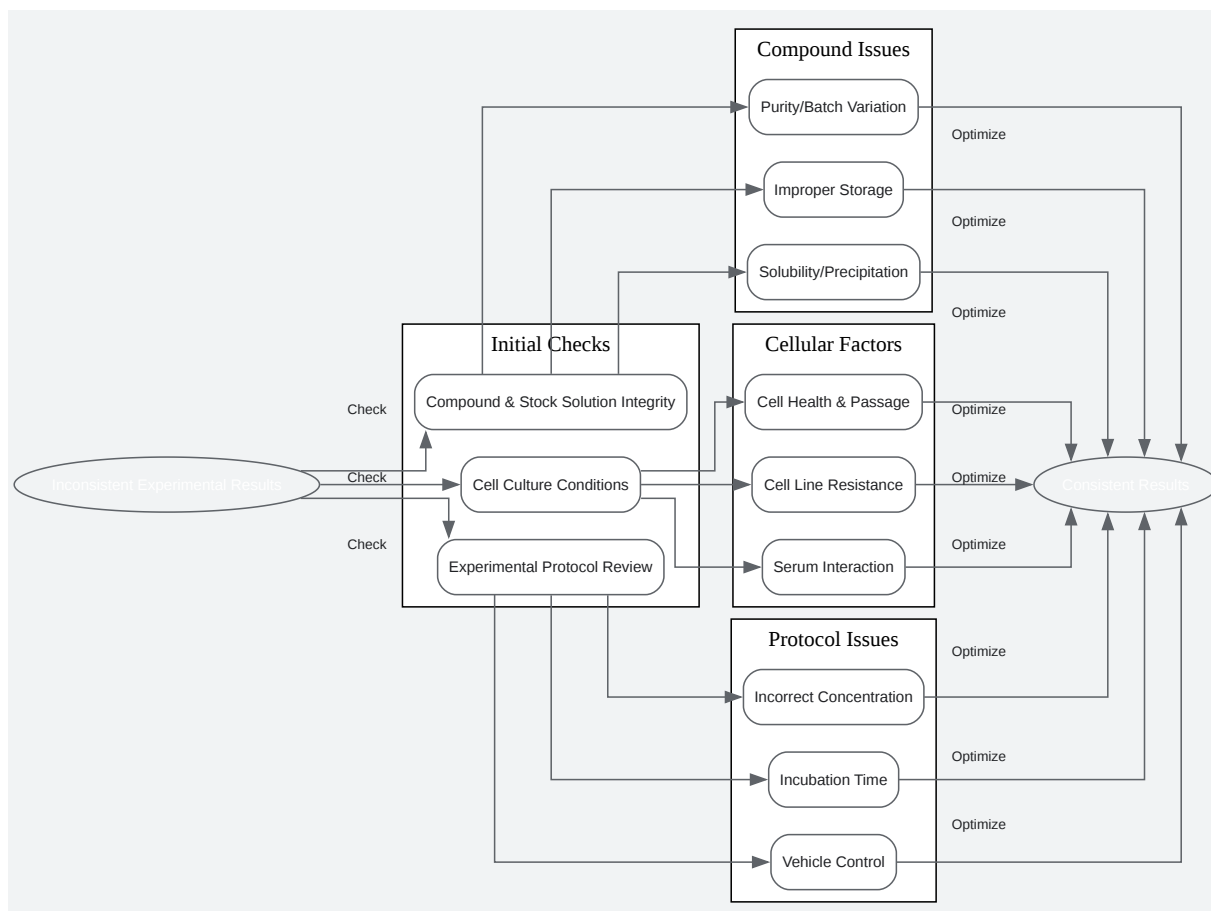 Compound Issues
Purity/Batch Variation
Optimize
Improper Storage
Optimize
Solubility/Precipitation
Optimize
Initial Checks
Cellular Factors
Check
Compound & Stock Solution Integrity
Cell Health & Passage
Optimize
Inconsistent Experimental Results
Check
Cell Culture Conditions
Cell Line Resistance
Optimize
Consistent Results
Check
Experimental Protocol Review
Serum Interaction
Optimize
Protocol Issues
Optimize
Incorrect Concentration
Optimize
Incubation Time
Optimize
Vehicle Control